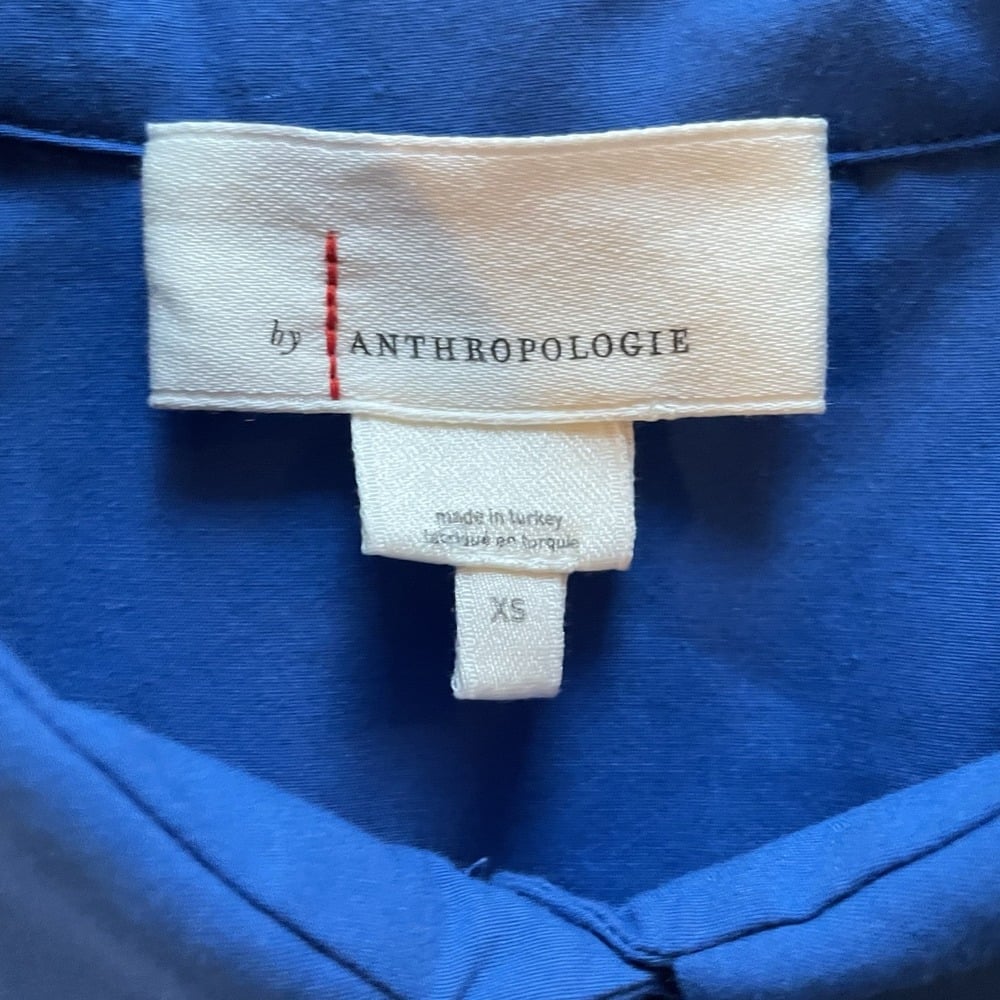 by ANTHROPOLOGIE
made in turkey
fabriqué en turquie
XS